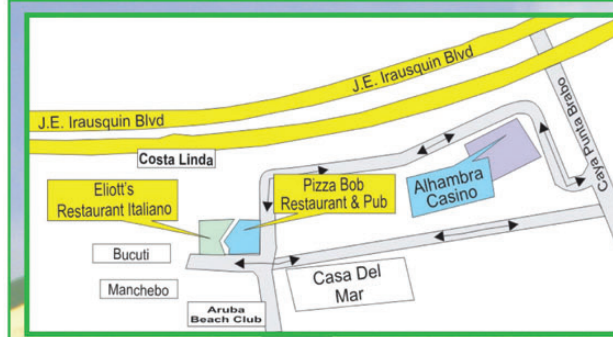 J.E. Irausquin Blvd
J.E. Irausquin Blvd
Caya Punta Brabo
Costa Linda
Eliott's
Restaurant Italiano
Pizza Bob
Restaurant & Pub
Alhambra
Casino
Bucuti
Manchebo
Casa Del
Mar
Aruba
Beach Club